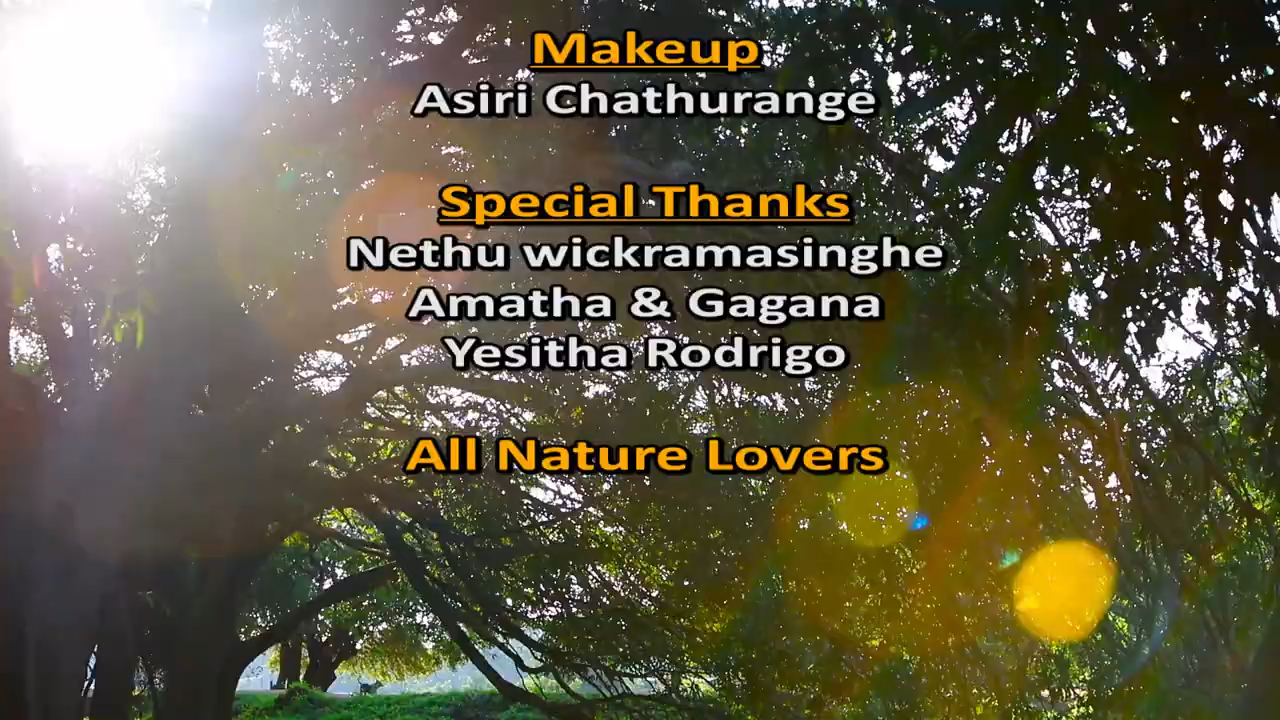 Makeup
Asiri Chathurange
Special Thanks
Nethu wickramasinghe
Amatha & Gagana
Yesitha Rodrigo
All Nature Lovers